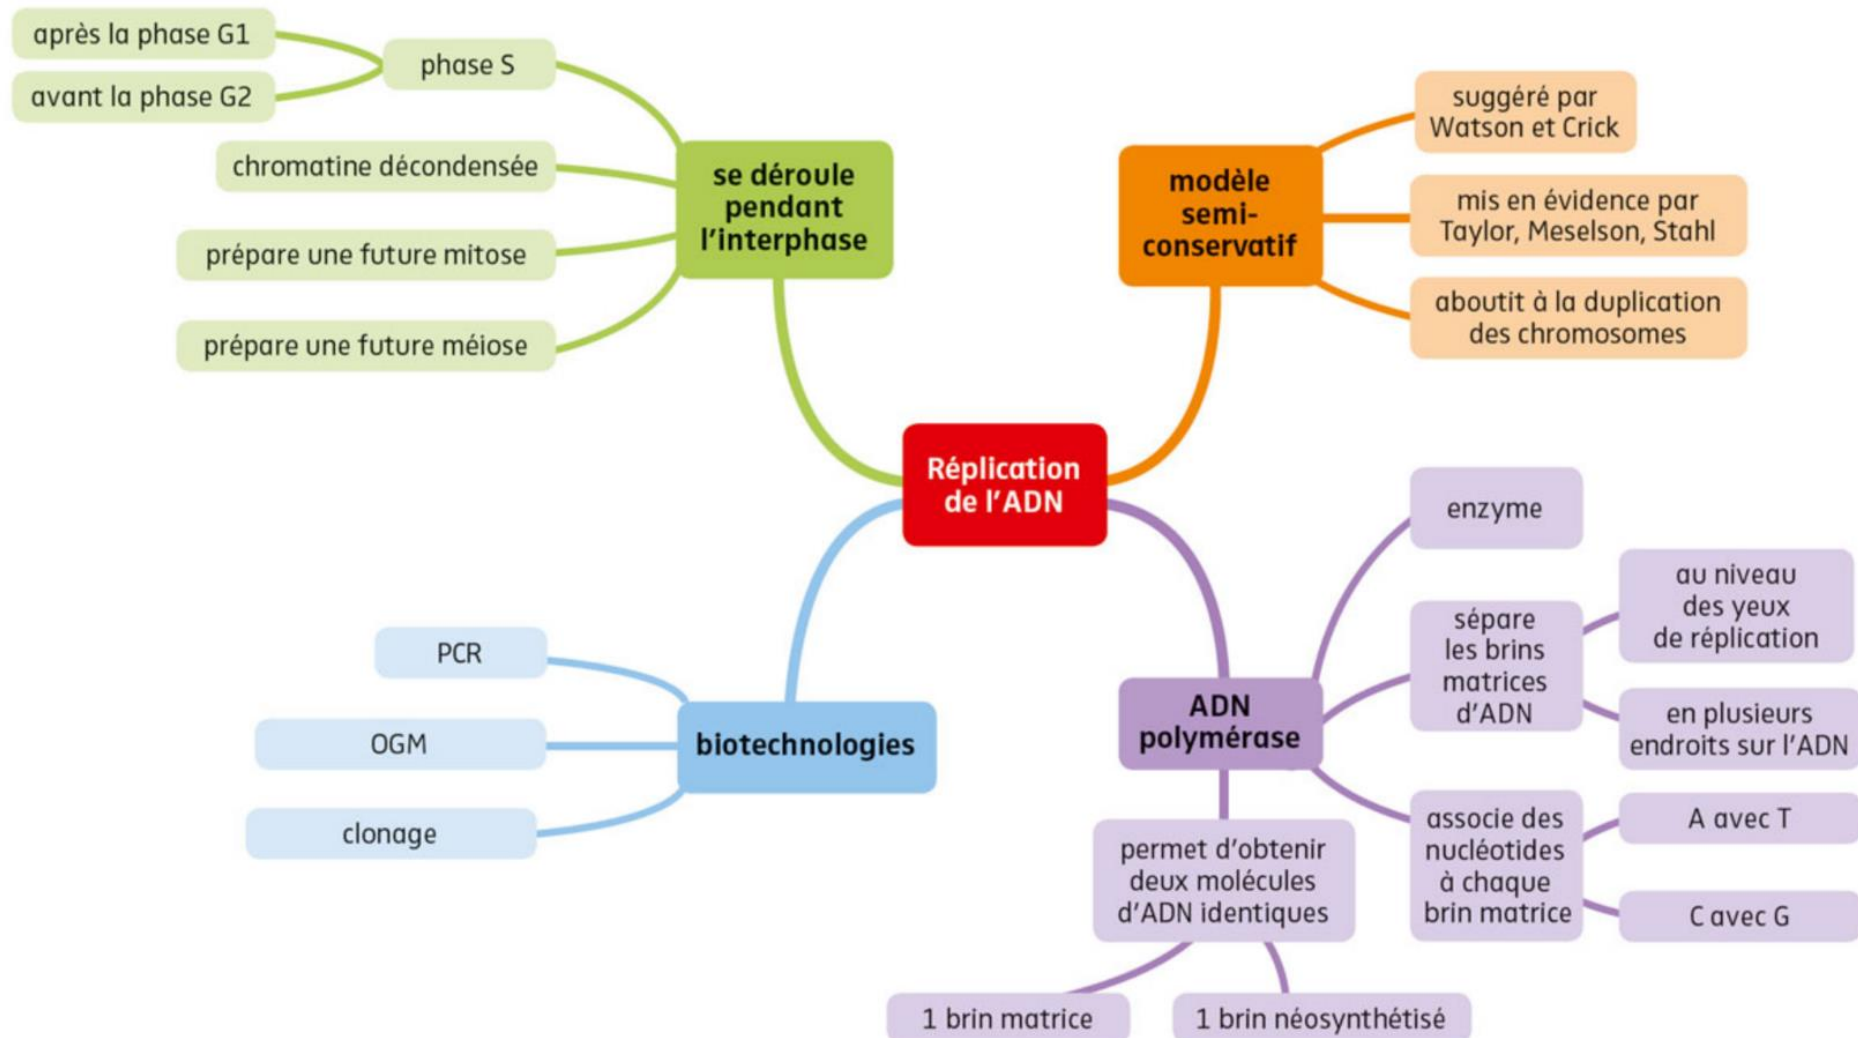 après la phase G1
avant la phase G2
phase S
chromatine décondensée
prépare une future mitose
prépare une future méiose
se déroule
pendant
l'interphase
modèle
semi-
conservatif
suggéré par
Watson et Crick
mis en évidence par
Taylor, Meselson, Stahl
aboutit à la duplication
des chromosomes
Réplication
de l'ADN
PCR
OGM
clonage
biotechnologies
ADN
polymérase
enzyme
sépare
les brins
matrices
d'ADN
au niveau
des yeux
de réplication
en plusieurs
endroits sur l'ADN
associe des
nucléotides
à chaque
brin matrice
A avec T
C avec G
permet d'obtenir
deux molécules
d'ADN identiques
1 brin matrice
1 brin néosynthétisé